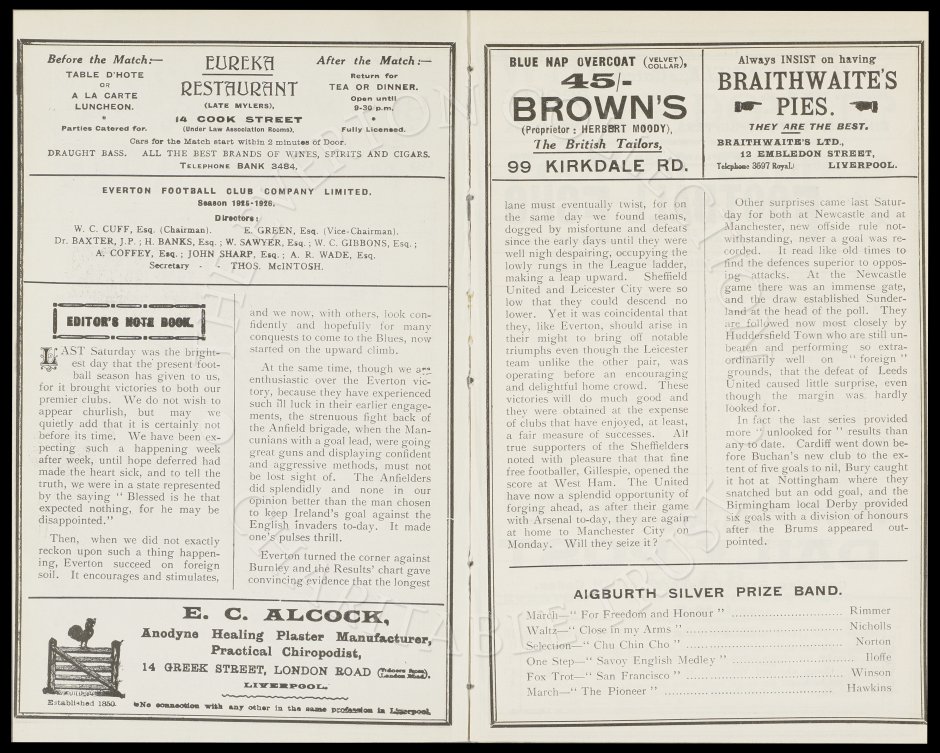 Before the Match:—
TABLE D'HOTE
OR
A LA CARTE
LUNCHEON.
*
Parties Catered for.
EUREKA
RESTAURANT
(LATE MYLERS),
14 COOK STREET
(Under Law Association Rooms).
After the Match:—
Return for
TEA OR DINNER.
Open until
9-30 p.m.
*
Fully Licensed.
Cars for the Match start within 2 minutes of Door.
DRAUGHT BASS. ALL THE BEST BRANDS OF WINES, SPIRITS AND CIGARS.
TELEPHONE BANK 3484.
EVERTON FOOTBALL CLUB COMPANY LIMITED.
Season 1925-1926.
Directors:
W. C. CUFF, Esq. (Chairman). E. GREEN, Esq. (Vice-Chairman).
Dr. BAXTER, J.P.; H. BANKS, Esq.; W. SAWYER, Esq.; W. C. GIBBONS, Esq.;
A. COFFEY, Esq.; JOHN SHARP, Esq.; A. R. WADE, Esq.
Secretary - - THOS. McINTOSH.
EDITOR'S NOTE BOOK.
LAST Saturday was the bright-
est day that the present foot-
ball season has given to us,
for it brought victories to both our
premier clubs. We do not wish to
appear churlish, but may we
quietly add that it is certainly not
before its time. We have been ex-
pecting such a happening week
after week, until hope deferred had
made the heart sick, and to tell the
truth, we were in a state represented
by the saying " Blessed is he that
expected nothing, for he may be
disappointed."
Then, when we did not exactly
reckon upon such a thing happen-
ing, Everton succeed on foreign
soil. It encourages and stimulates,
and we now, with others, look con-
fidently and hopefully for many
conquests to come to the Blues, now
started on the upward climb.
At the same time, though we are
enthusiastic over the Everton vic-
tory, because they have experienced
such ill luck in their earlier engage-
ments, the strenuous fight back of
the Anfield brigade, when the Man-
cunians with a goal lead, were going
great guns and displaying confident
and aggressive methods, must not
be lost sight of. The Anfielders
did splendidly and none in our
opinion better than the man chosen
to keep Ireland's goal against the
English invaders to-day. It made
one's pulses thrill.
Everton turned the corner against
Burnley and the Results' chart gave
convincing evidence that the longest
E. C. ALCOCK,
Anodyne Healing Plaster Manufacturer,
Practical Chiropodist,
14 GREEK STREET, LONDON ROAD
LIVERPOOL.
Established 1850.
No connection with any other in the same profession in Liverpool.
BLUE NAP OVERCOAT (VELVET COLLAR),
45/-
BROWN'S
(Proprietor: HERBERT MOODY),
The British Tailors,
99 KIRKDALE RD.
Always INSIST on having
BRAITHWAITE'S
PIES.
THEY ARE THE BEST.
BRAITHWAITE'S LTD.,
12 EMBLEDON STREET,
Telephone: 3697 Royal. LIVERPOOL.
lane must eventually twist, for on
the same day we found teams,
dogged by misfortune and defeats
since the early days until they were
well nigh despairing, occupying the
lowly rungs in the League ladder,
making a leap upward. Sheffield
United and Leicester City were so
low that they could descend no
lower. Yet it was coincidental that
they, like Everton, should arise in
their might to bring off notable
triumphs even though the Leicester
team unlike the other pair, was
operating before an encouraging
and delightful home crowd. These
victories will do much good and
they were obtained at the expense
of clubs that have enjoyed, at least,
a fair measure of successes. All
true supporters of the Sheffielders
noted with pleasure that that fine
free footballer, Gillespie, opened the
score at West Ham. The United
have now a splendid opportunity of
forging ahead, as after their game
with Arsenal to-day, they are again
at home to Manchester City on
Monday. Will they seize it?
Other surprises came last Satur-
day for both at Newcastle and at
Manchester, new offside rule not-
withstanding, never a goal was re-
corded. It read like old times to
find the defences superior to oppos-
ing attacks. At the Newcastle
game there was an immense gate,
and the draw established Sunder-
land at the head of the poll. They
are followed now most closely by
Huddersfield Town who are still un-
beaten and performing so extra-
ordinarily well on " foreign "
grounds, that the defeat of Leeds
United caused little surprise, even
though the margin was hardly
looked for.
In fact the last series provided
more " unlooked for " results than
any to date. Cardiff went down be-
fore Buchan's new club to the ex-
tent of five goals to nil, Bury caught
it hot at Nottingham where they
snatched but an odd goal, and the
Birmingham local Derby provided
six goals with a division of honours
after the Brums appeared out-
pointed.
AIGBURTH SILVER PRIZE BAND.
March—" For Freedom and Honour " ........ Rimmer
Waltz—" Close in my Arms " ........ Nicholls
Selection—" Chu Chin Cho " ........ Norton
One Step—" Savoy English Medley " ........ Iloffe
Fox Trot—" San Francisco " ........ Winson
March—" The Pioneer " ........ Hawkins